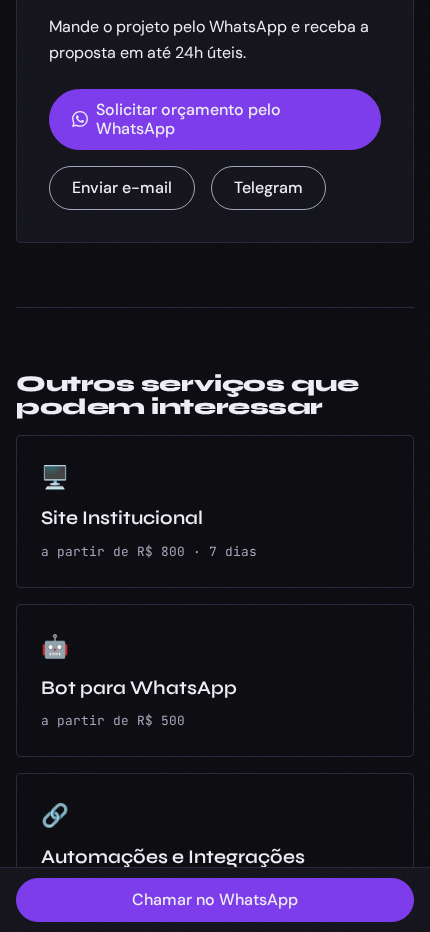 Mande o projeto pelo WhatsApp e receba a
proposta em até 24h úteis.
Solicitar orçamento pelo
WhatsApp
Enviar e-mail
Telegram
Outros serviços que
podem interessar
Site Institucional
a partir de R$ 800 · 7 dias
Bot para WhatsApp
a partir de R$ 500
Automações e Integrações
Chamar no WhatsApp